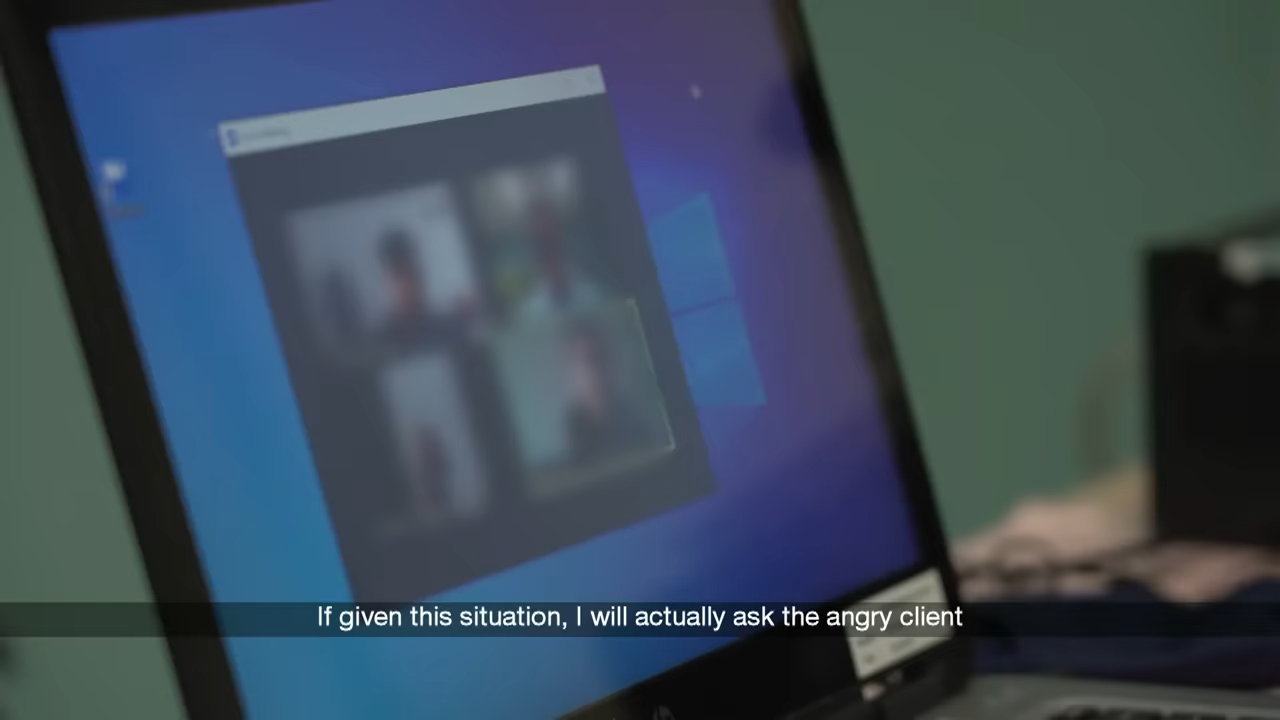 If given this situation, I will actually ask the angry client